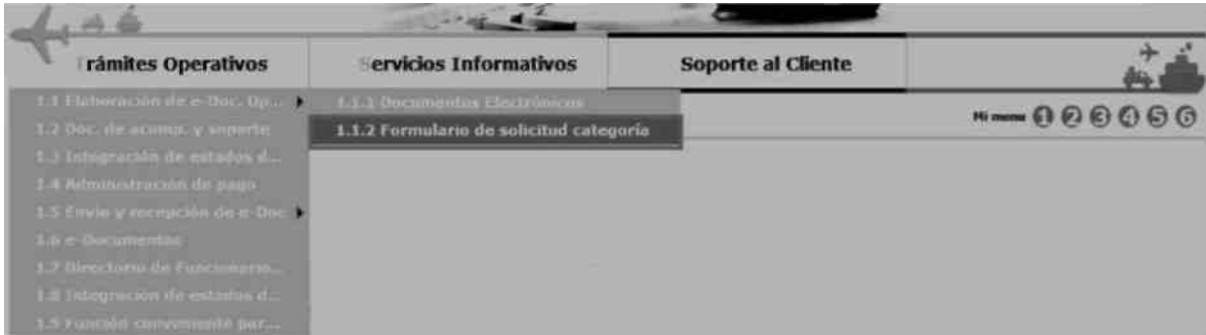 Trámites Operativos
Servicios Informativos
Soporte al Cliente
1.1 Elaboración de e-Doc. Op...
1.1.1 Documentos Electrónicos
1.2 Doc. de acomp. y soporte
1.1.2 Formulario de solicitud categoría
Mi menu 1 2 3 4 5 6
1.3 Integración de estados d...
1.4 Administración de pago
1.5 Envio y recepción de e-Doc
1.6 e-Documentos
1.7 Directorio de Funcionario...
1.8 Integración de estados d...
1.9 Función conveniente par...